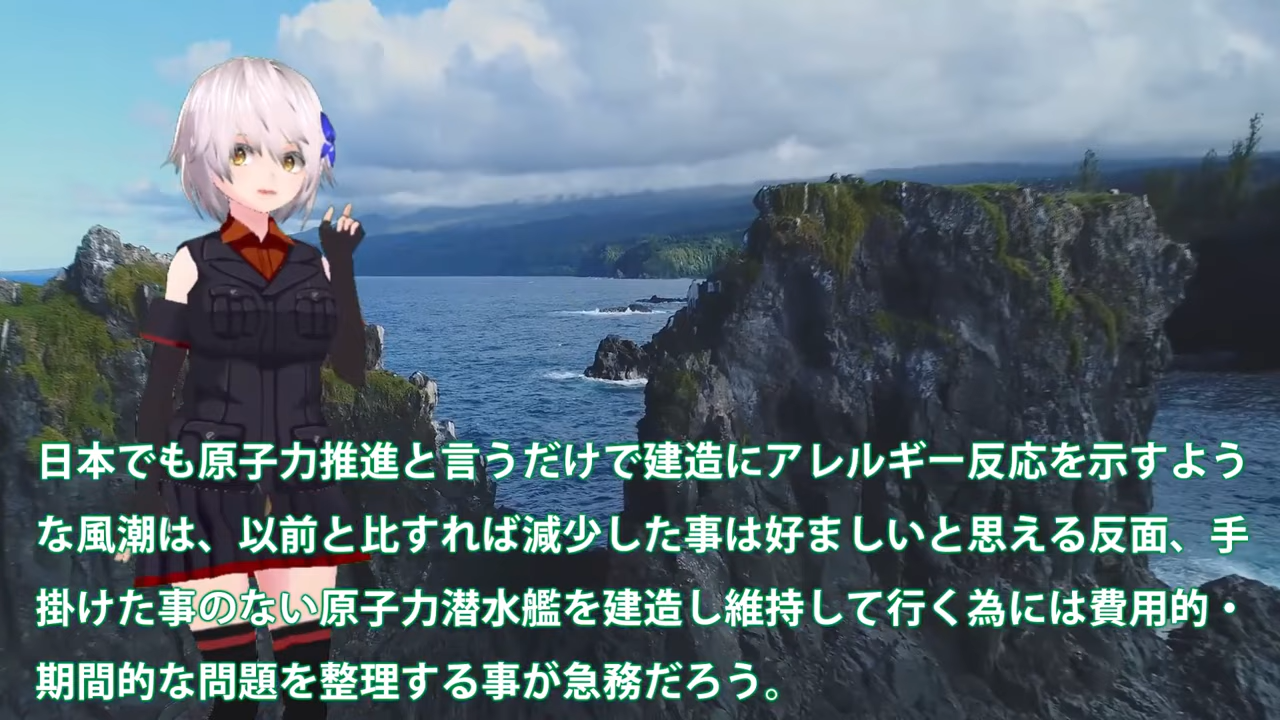 日本でも原子力推進と言うだけで建造にアレルギー反応を示すよう
な風潮は、以前と比すれば減少した事は好ましいと思える反面、手
掛けた事のない原子力潜水艦を建造し維持して行く為には費用的・
期間的な問題を整理する事が急務だろう。